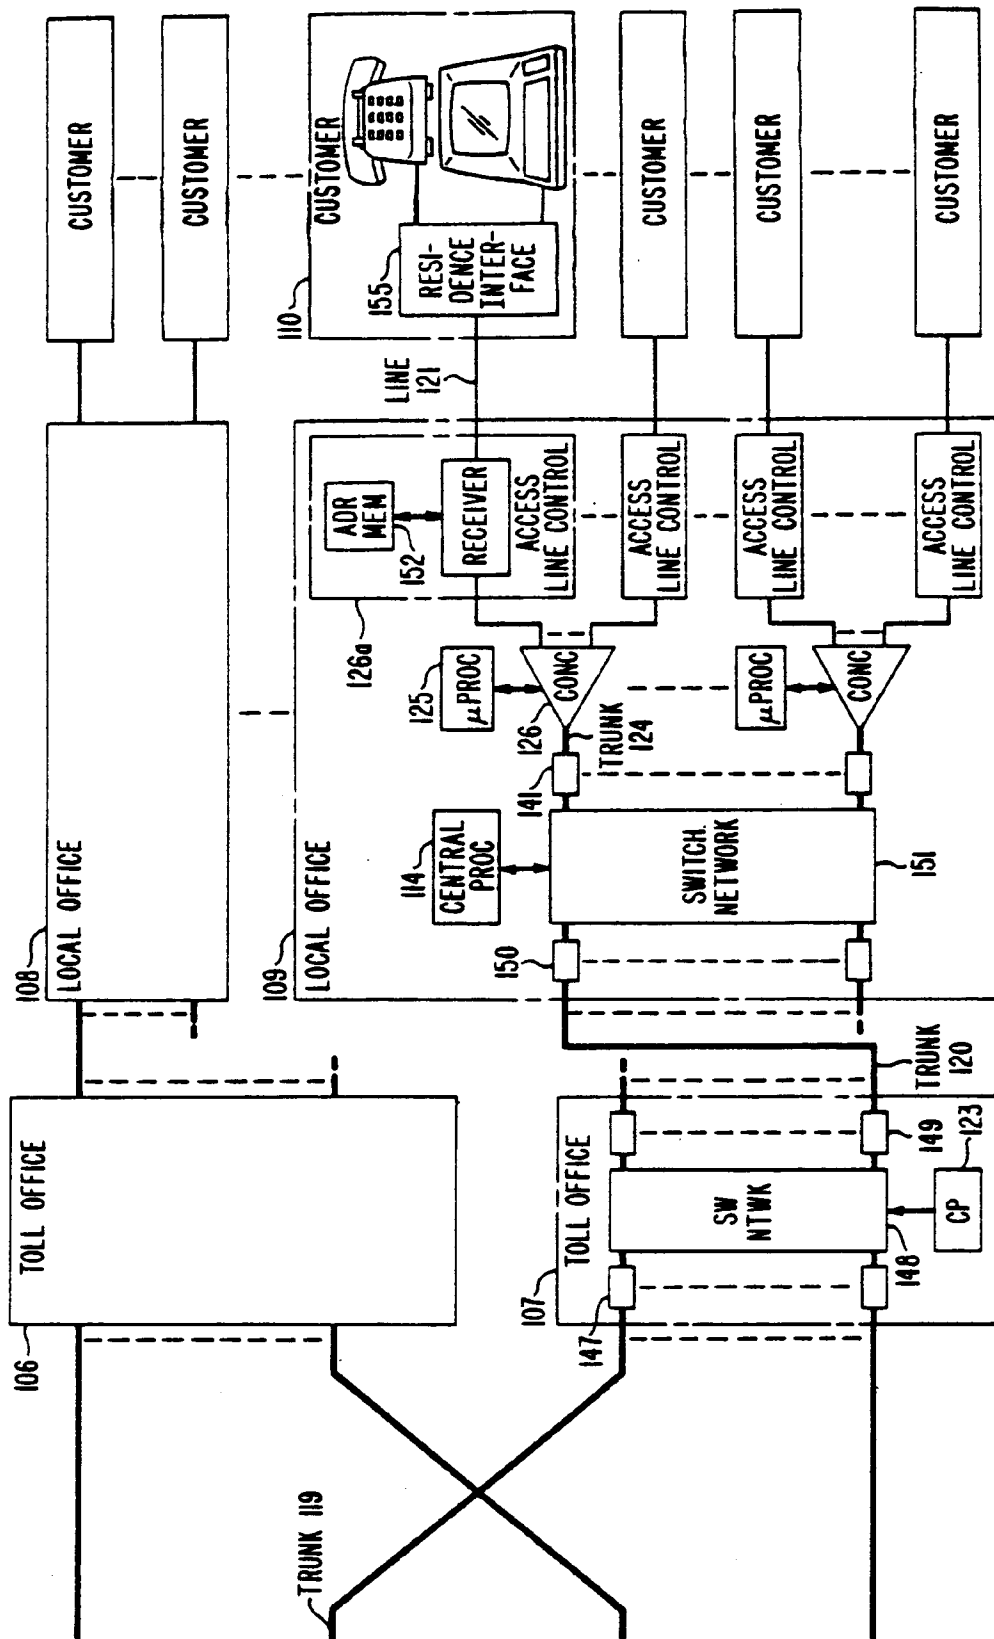 CUSTOMER
CUSTOMER
110
CUSTOMER
155
RESI-
DENCE
INTER-
FACE
CUSTOMER
CUSTOMER
CUSTOMER
LINE
121
108
LOCAL OFFICE
109
LOCAL OFFICE
ADR
MEM
152
RECEIVER
ACCESS
LINE CONTROL
126a
ACCESS
LINE CONTROL
ACCESS
LINE CONTROL
ACCESS
LINE CONTROL
125
μPROC
126
CONC
TRUNK
124
μPROC
CONC
141
114
CENTRAL
PROC
SWITCH
NETWORK
151
150
TRUNK
120
106
TOLL OFFICE
107
TOLL OFFICE
149
SW
NTWK
148
123
CP
147
TRUNK 119